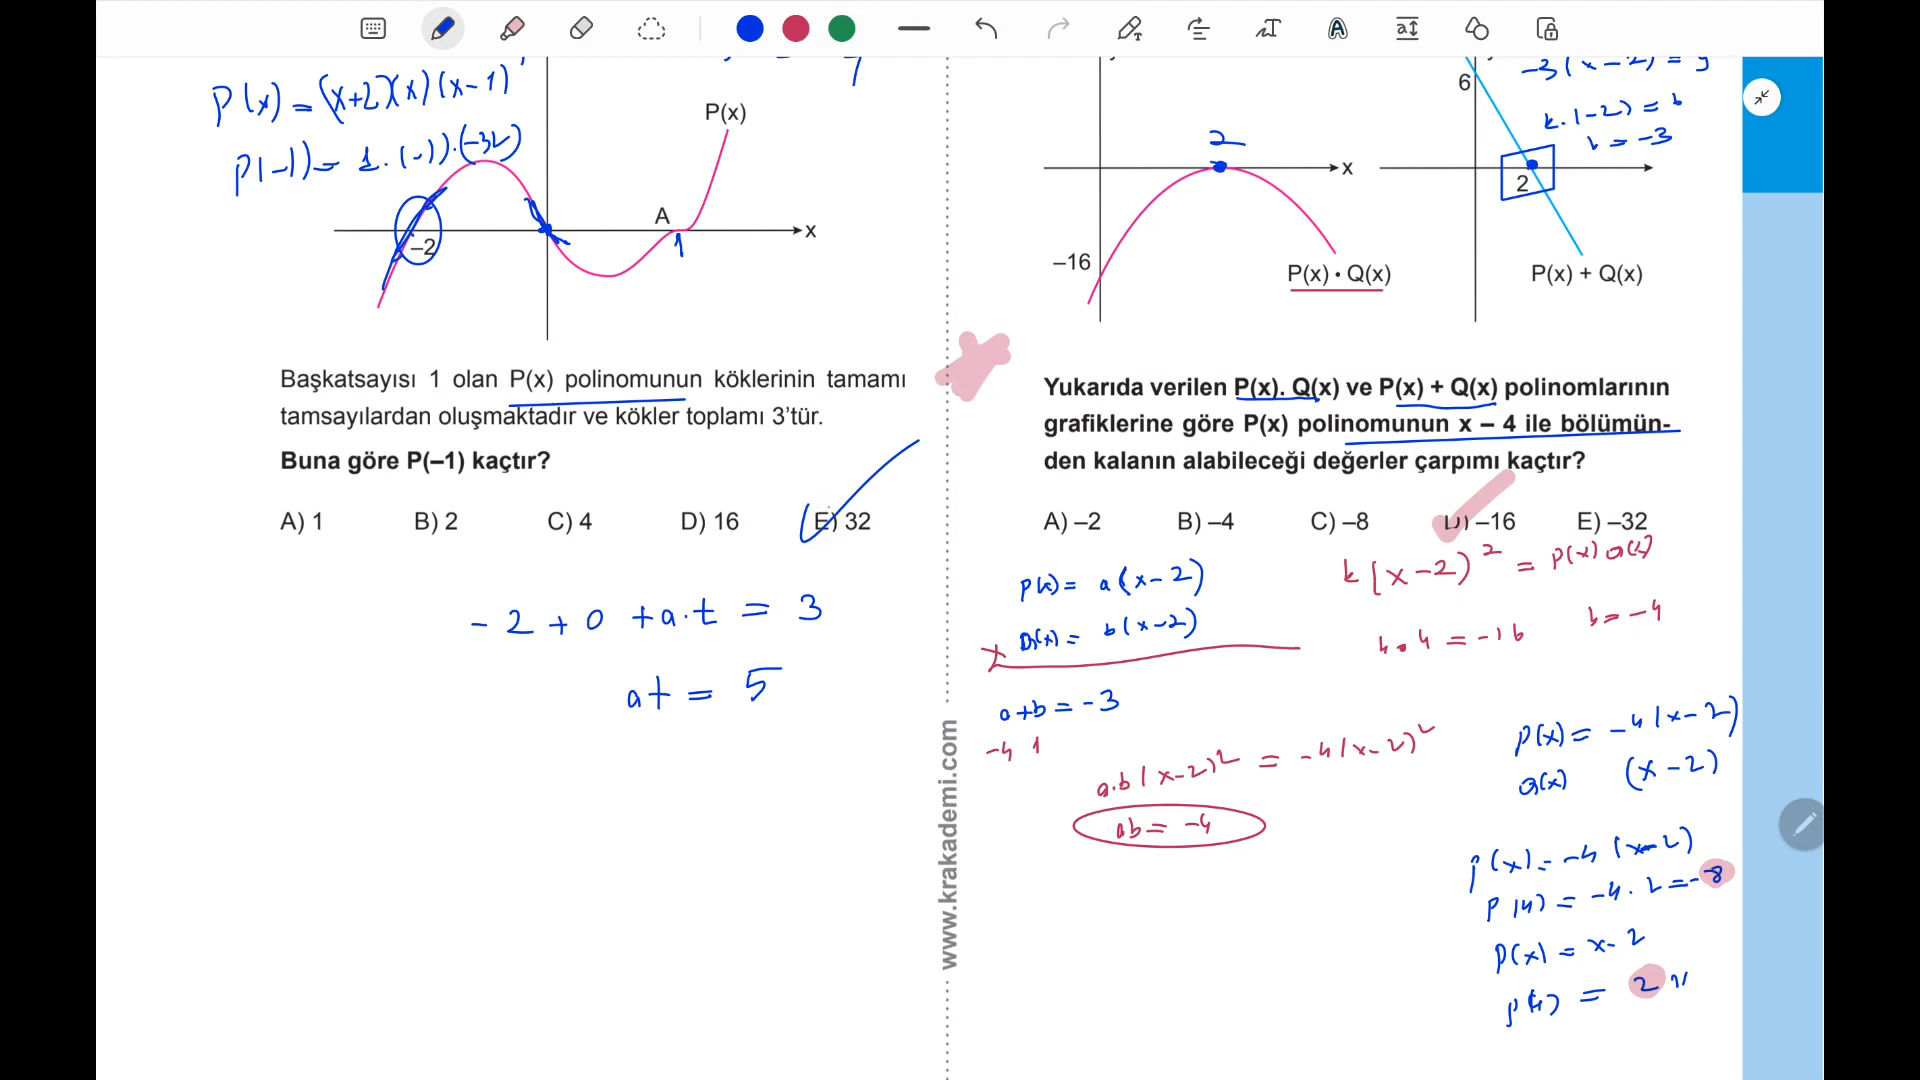 P(x) = (x+2)(x)(x-1)
P(-1) = 1.(-1).(-32)
P(x)
A
x
-2
1
Başkatsayısı 1 olan P(x) polinomunun köklerinin tamamı
tamsayılardan oluşmaktadır ve kökler toplamı 3'tür.
Buna göre P(–1) kaçtır?
A) 1 B) 2 C) 4 D) 16 E) 32
-2 + 0 + a.t = 3
at = 5
www.krakademi.com
2
x
–16
P(x) • Q(x)
6
-3(x-2) = y
k.(-2) = 6
k = -3
2
P(x) + Q(x)
Yukarıda verilen P(x). Q(x) ve P(x) + Q(x) polinomlarının
grafiklerine göre P(x) polinomunun x – 4 ile bölümün-
den kalanın alabileceği değerler çarpımı kaçtır?
A) –2 B) –4 C) –8 D) –16 E) –32
P(x) = a(x-2)
Q(x) = b(x-2)
a+b = -3
-4 1
k(x-2)² = P(x) Q(x)
k.4 = -16
k = -4
a.b(x-2)² = -4(x-2)²
ab = -4
P(x) = -4(x-2)
Q(x) (x-2)
P(x) = -4(x-2)
P(4) = -4.2 = -8
P(x) = x-2
P(4) = 2